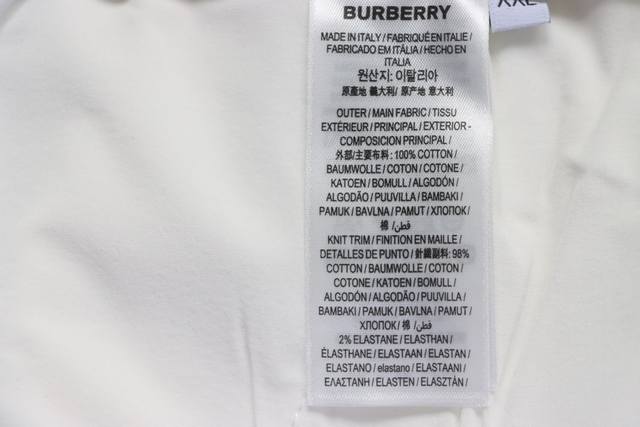 BURBERRY
XXL
MADE IN ITALY / FABRIQUÉ EN ITALIE /
FABRICADO EM ITÁLIA / HECHO EN
ITALIA
원산지: 이탈리아
原產地 義大利/ 原产地 意大利
OUTER / MAIN FABRIC / TISSU
EXTÉRIEUR / PRINCIPAL / EXTERIOR -
COMPOSICIÓN PRINCIPAL /
外部/主要布料: 100% COTTON /
BAUMWOLLE / COTON / COTONE /
KATOEN / BOMULL / ALGODÓN /
ALGODÃO / PUUVILLA / BAMBAKI /
PAMUK / BAVLNA / PAMUT / ХЛОПОК /
棉 / قطن/
KNIT TRIM / FINITION EN MAILLE /
DETALLES DE PUNTO / 針織副料: 98%
COTTON / BAUMWOLLE / COTON /
COTONE / KATOEN / BOMULL /
ALGODÓN / ALGODÃO / PUUVILLA /
BAMBAKI / PAMUK / BAVLNA / PAMUT /
ХЛОПОК / 棉 / قطن/
2% ELASTANE / ELASTHAN /
ÉLASTHANE / ELASTAAN / ELASTAN /
ELASTANO / elastano / ELASTAANI /
ΕΛΑΣΤΑΝΗ / ELASTEN / ELASZTÁN /